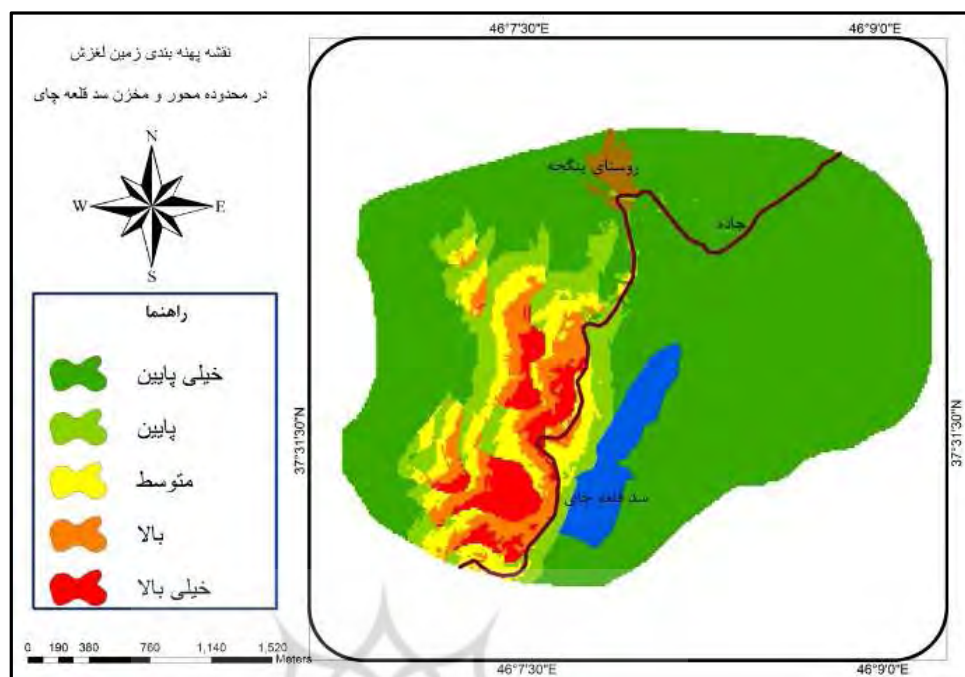 نقشه پهنه بندی زمین لغزش
در محدوده محور و مخزن سد قلعه چای
N
W E
S
راهنما
خیلی پایین
پایین
متوسط
بالا
خیلی بالا
0 190 380 760 1,140 1,520
Meters
46°7'30"E 46°9'0"E
روستای ینگجه
جاده
37°31'30"N 37°31'30"N
سد قلعه چای
46°7'30"E 46°9'0"E